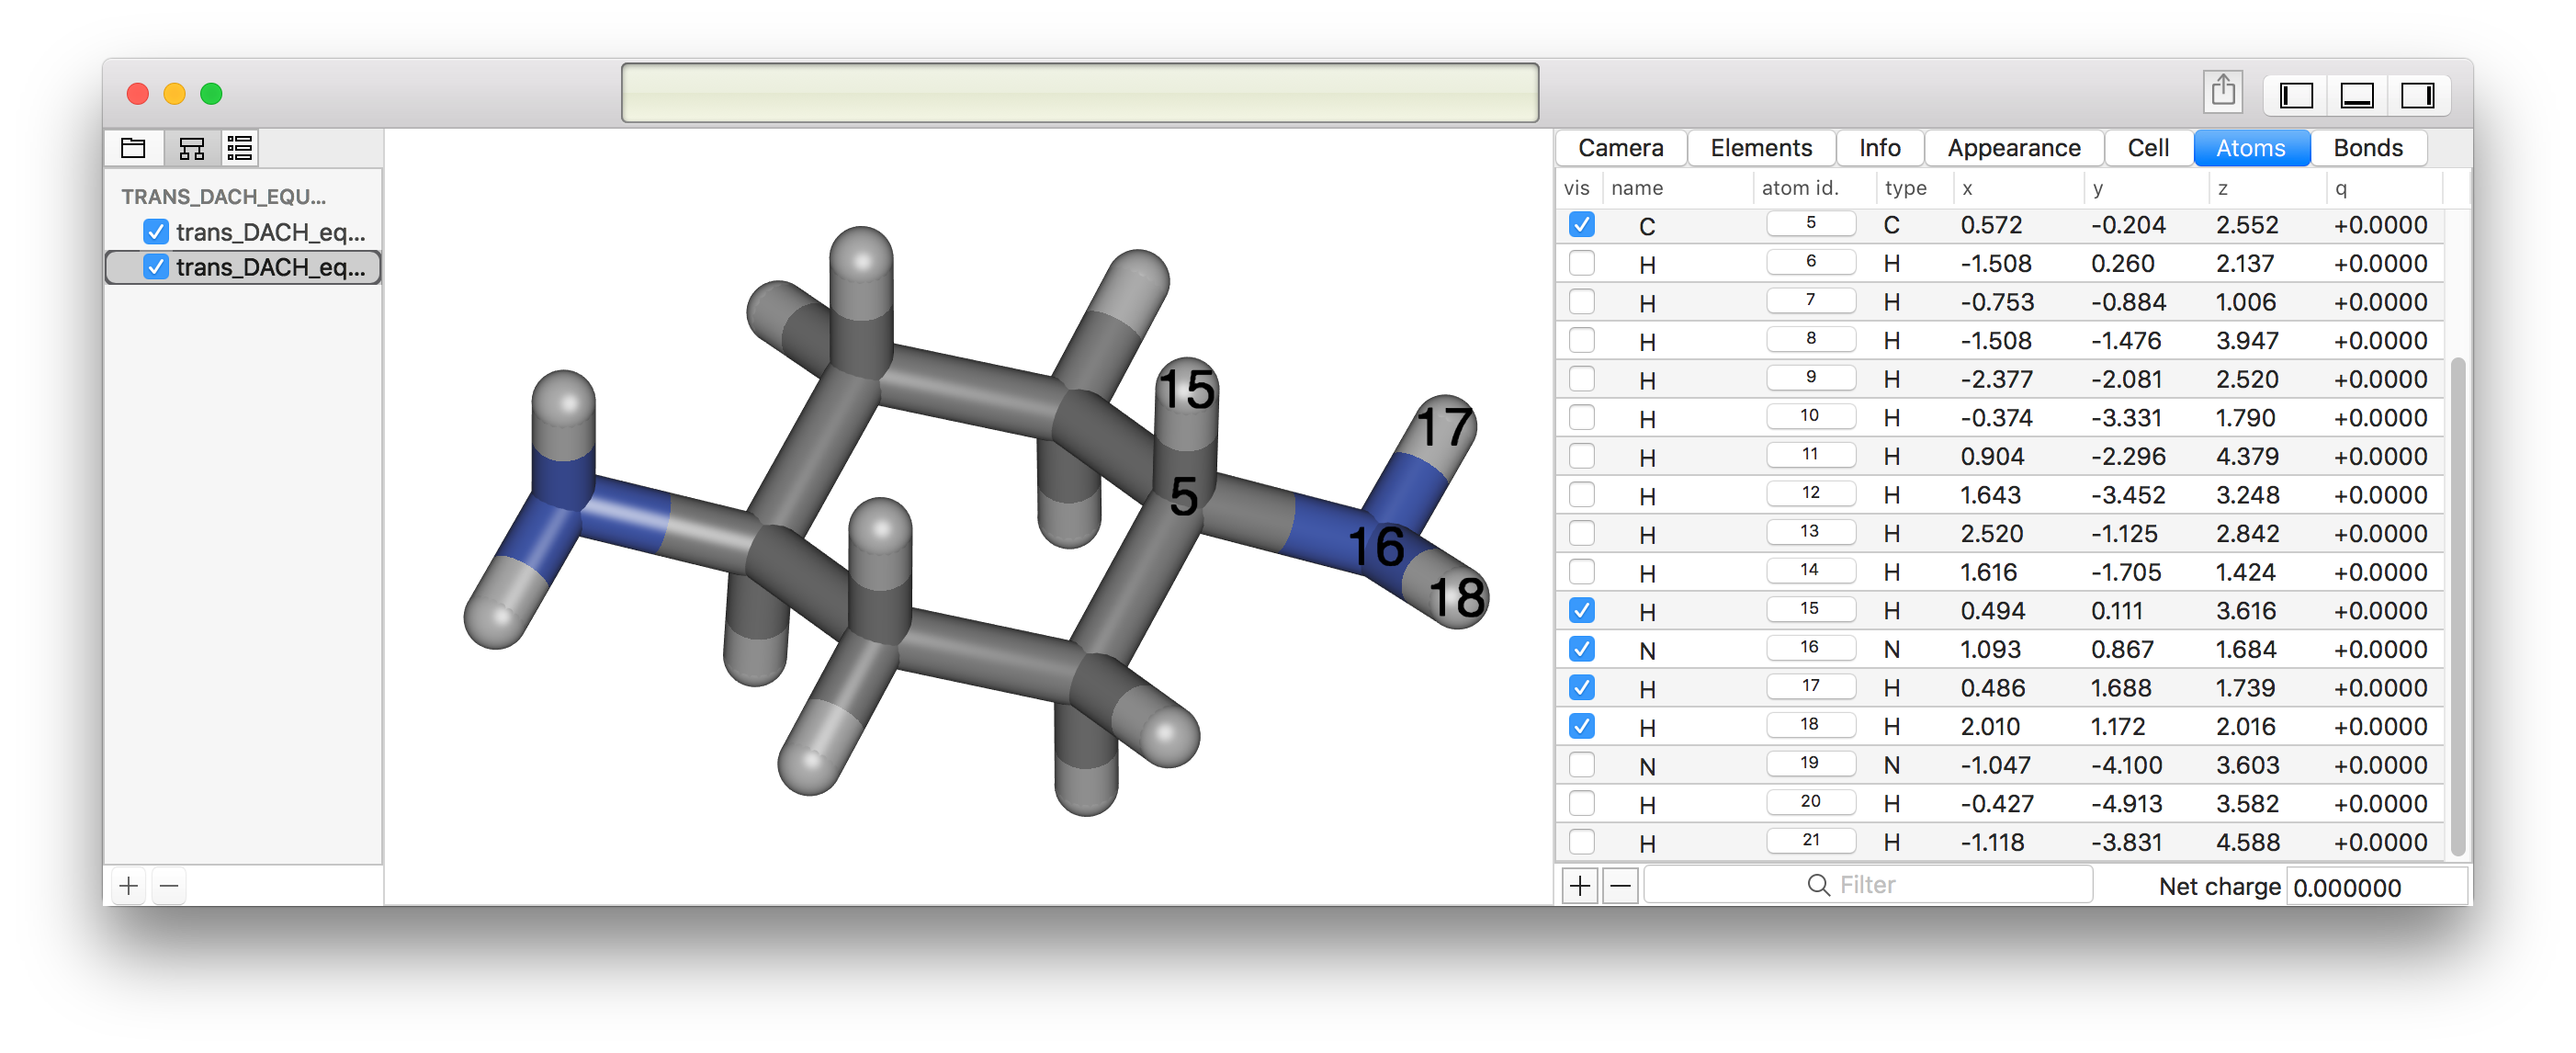 Camera Elements Info Appearance Cell Atoms Bonds
TRANS_DACH_EQU...
trans_DACH_eq...
trans_DACH_eq...
15
17
5
16
18
vis name atom id. type x y z q
C 5 C 0.572 -0.204 2.552 +0.0000
H 6 H -1.508 0.260 2.137 +0.0000
H 7 H -0.753 -0.884 1.006 +0.0000
H 8 H -1.508 -1.476 3.947 +0.0000
H 9 H -2.377 -2.081 2.520 +0.0000
H 10 H -0.374 -3.331 1.790 +0.0000
H 11 H 0.904 -2.296 4.379 +0.0000
H 12 H 1.643 -3.452 3.248 +0.0000
H 13 H 2.520 -1.125 2.842 +0.0000
H 14 H 1.616 -1.705 1.424 +0.0000
H 15 H 0.494 0.111 3.616 +0.0000
N 16 N 1.093 0.867 1.684 +0.0000
H 17 H 0.486 1.688 1.739 +0.0000
H 18 H 2.010 1.172 2.016 +0.0000
N 19 N -1.047 -4.100 3.603 +0.0000
H 20 H -0.427 -4.913 3.582 +0.0000
H 21 H -1.118 -3.831 4.588 +0.0000
Filter
Net charge 0.000000